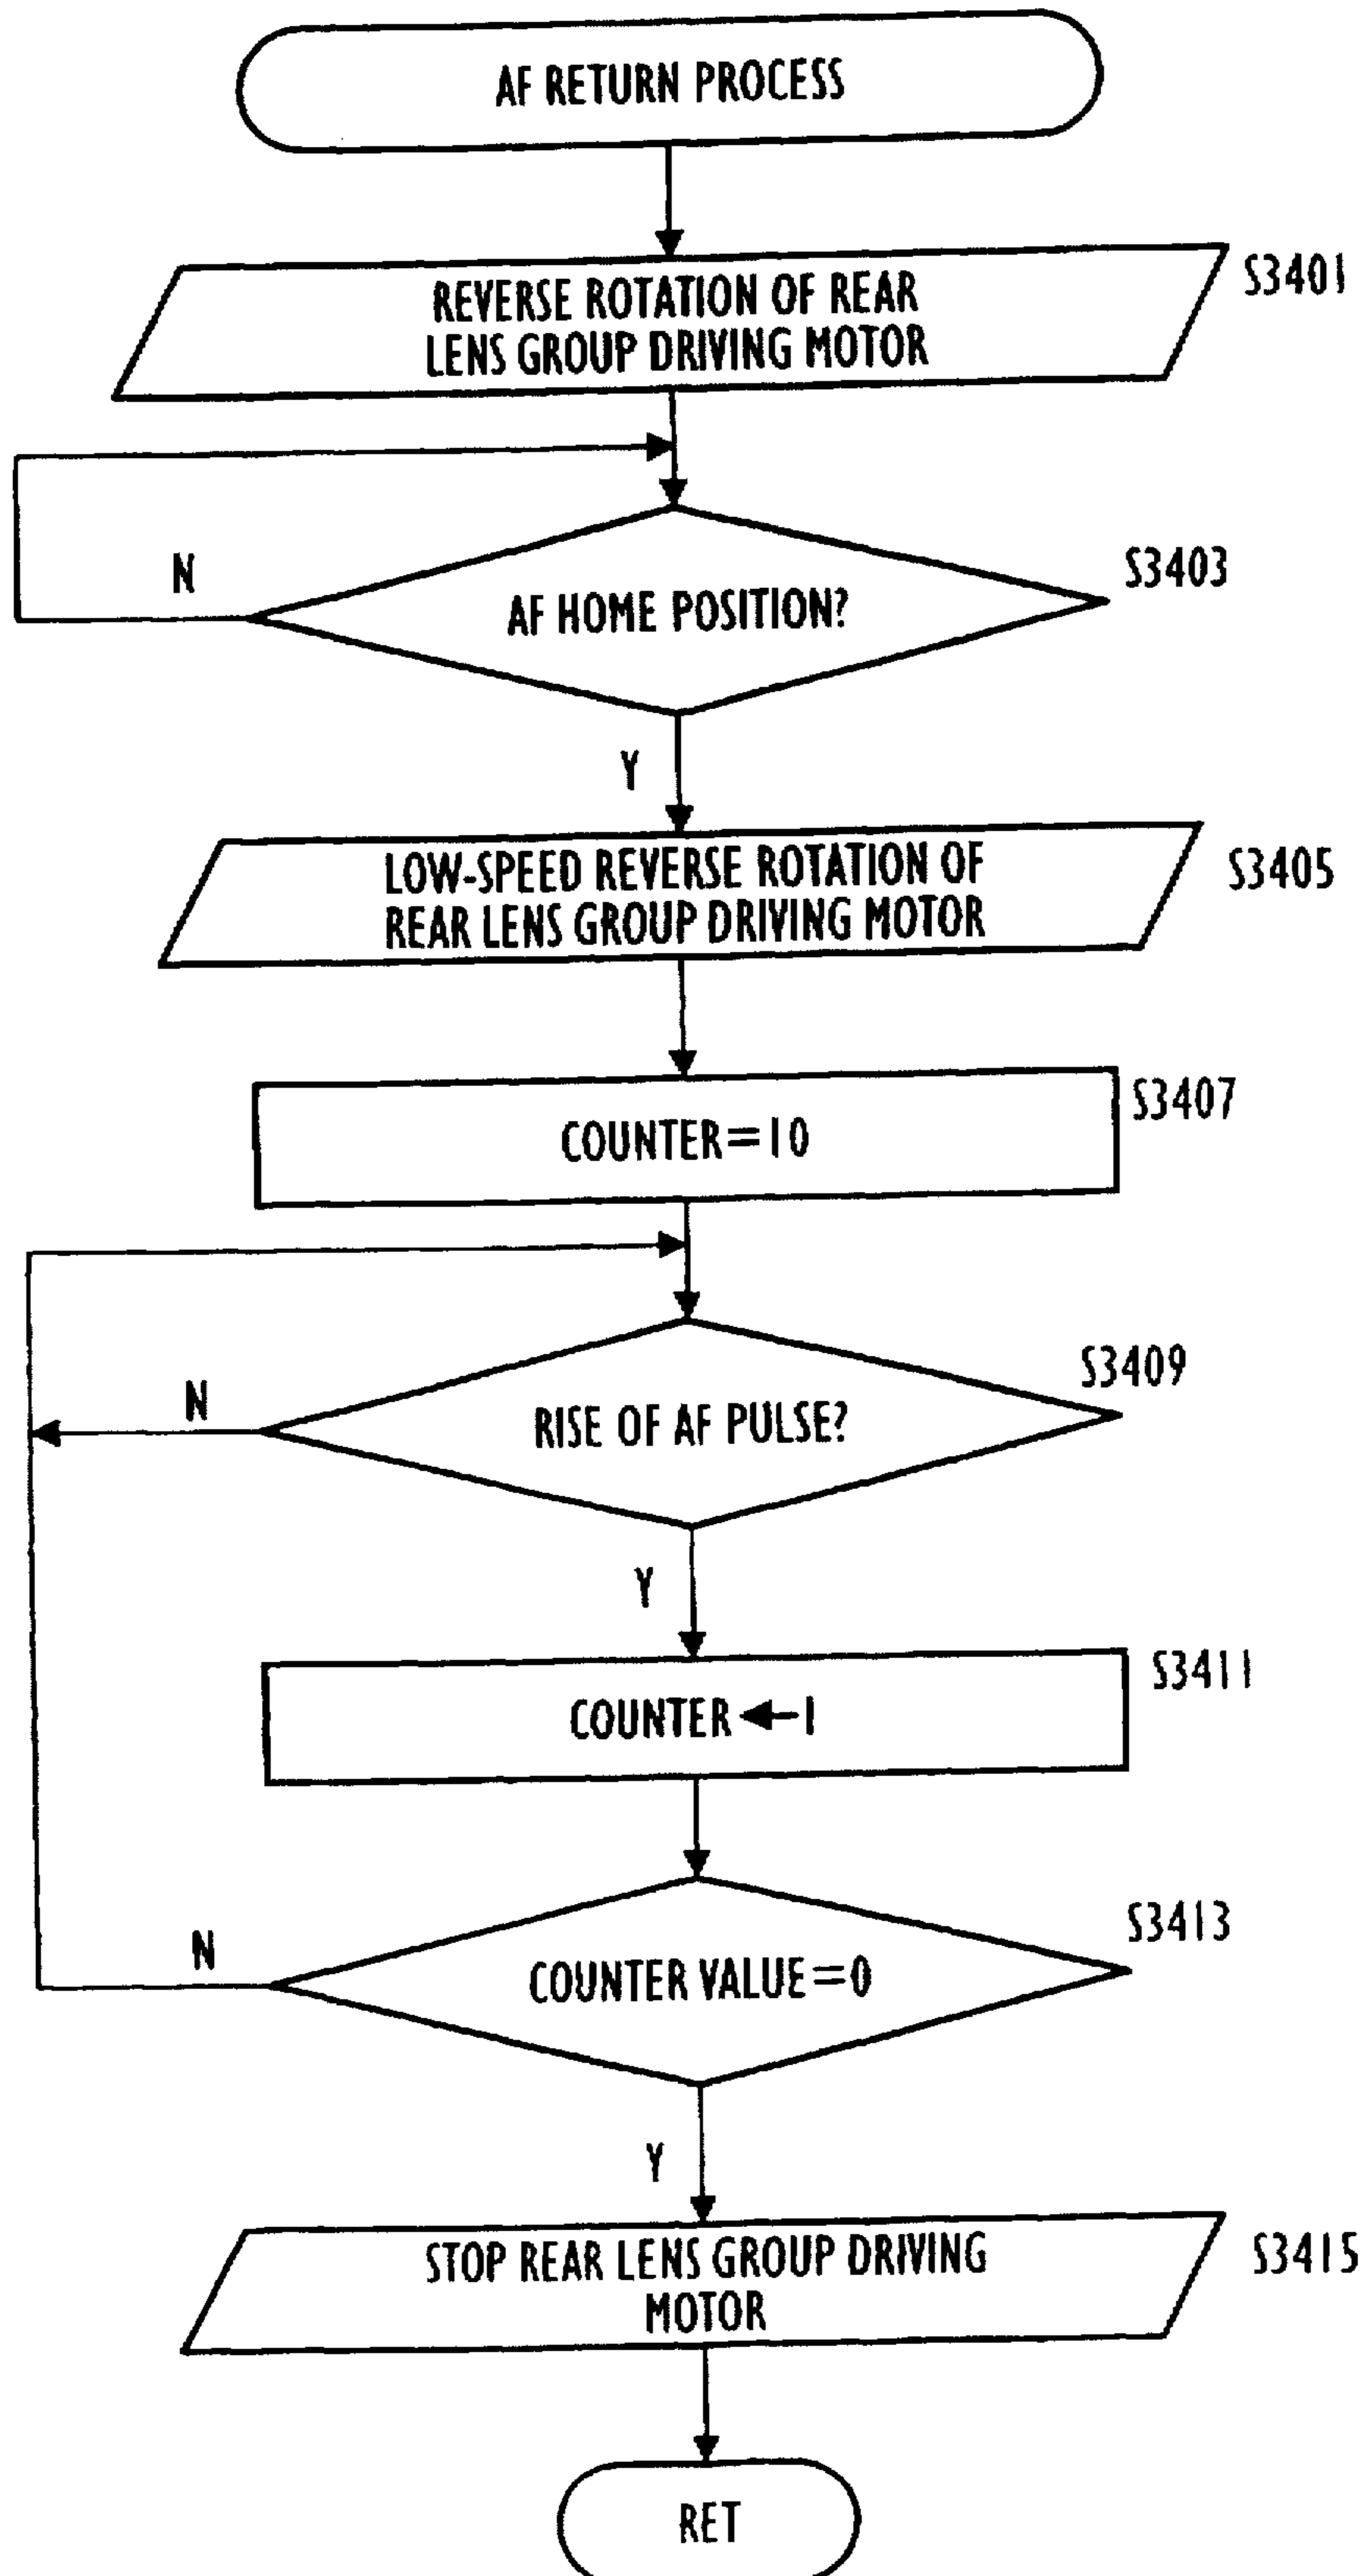 AF RETURN PROCESS
S3401
REVERSE ROTATION OF REAR
LENS GROUP DRIVING MOTOR
N
S3403
AF HOME POSITION?
Y
S3405
LOW-SPEED REVERSE ROTATION OF
REAR LENS GROUP DRIVING MOTOR
S3407
COUNTER=10
S3409
N
RISE OF AF PULSE?
Y
S3411
COUNTER←1
S3413
N
COUNTER VALUE=0
Y
S3415
STOP REAR LENS GROUP DRIVING
MOTOR
RET